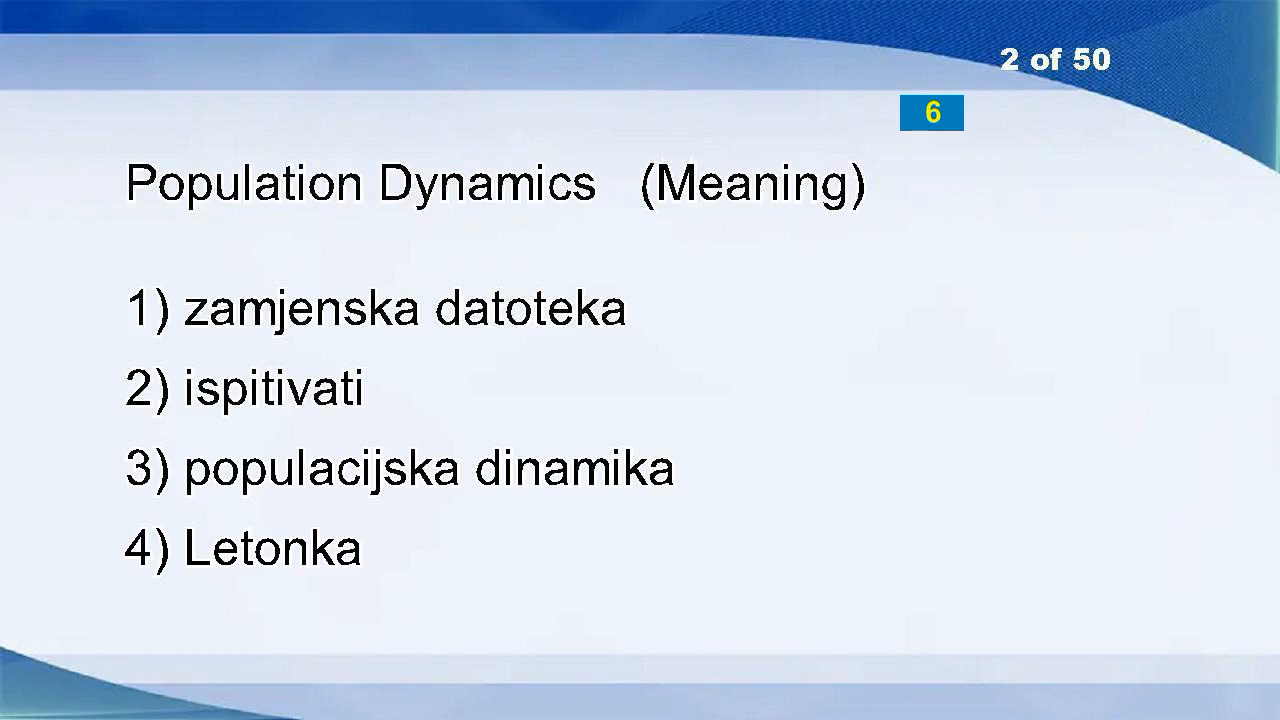 2 of 50
6
Population Dynamics (Meaning)
1) zamjenska datoteka
2) ispitivati
3) populacijska dinamika
4) Letonka